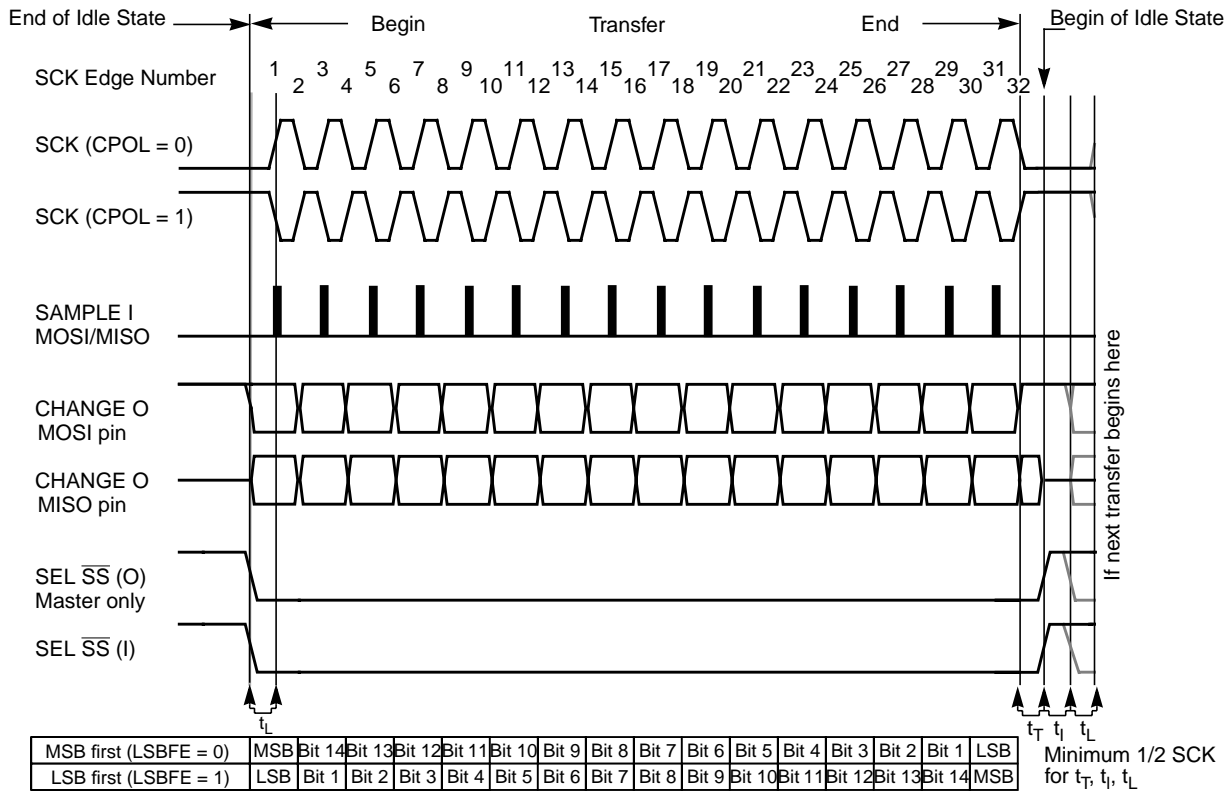 End of Idle State
Begin
Transfer
End
Begin of Idle State
SCK Edge Number
1 3 5 7 9 11 13 15 17 19 21 23 25 27 29 31
2 4 6 8 10 12 14 16 18 20 22 24 26 28 30 32
SCK (CPOL = 0)
SCK (CPOL = 1)
SAMPLE I
MOSI/MISO
CHANGE O
MOSI pin
CHANGE O
MISO pin
SEL S̅S̅ (O)
Master only
SEL S̅S̅ (I)
If next transfer begins here
tL
tT tI tL
MSB first (LSBFE = 0) MSB Bit 14 Bit 13 Bit 12 Bit 11 Bit 10 Bit 9 Bit 8 Bit 7 Bit 6 Bit 5 Bit 4 Bit 3 Bit 2 Bit 1 LSB
LSB first (LSBFE = 1) LSB Bit 1 Bit 2 Bit 3 Bit 4 Bit 5 Bit 6 Bit 7 Bit 8 Bit 9 Bit 10 Bit 11 Bit 12 Bit 13 Bit 14 MSB
Minimum 1/2 SCK
for tT, tI, tL